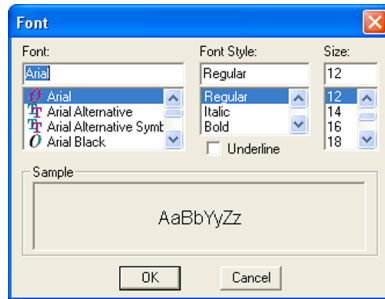 Font
Font: Font Style: Size:
Arial Regular 12
Arial Regular 12
Arial Alternative Italic 14
Arial Alternative Symb Bold 16
Arial Black 18
Underline
Sample
AaBbYyZz
OK Cancel